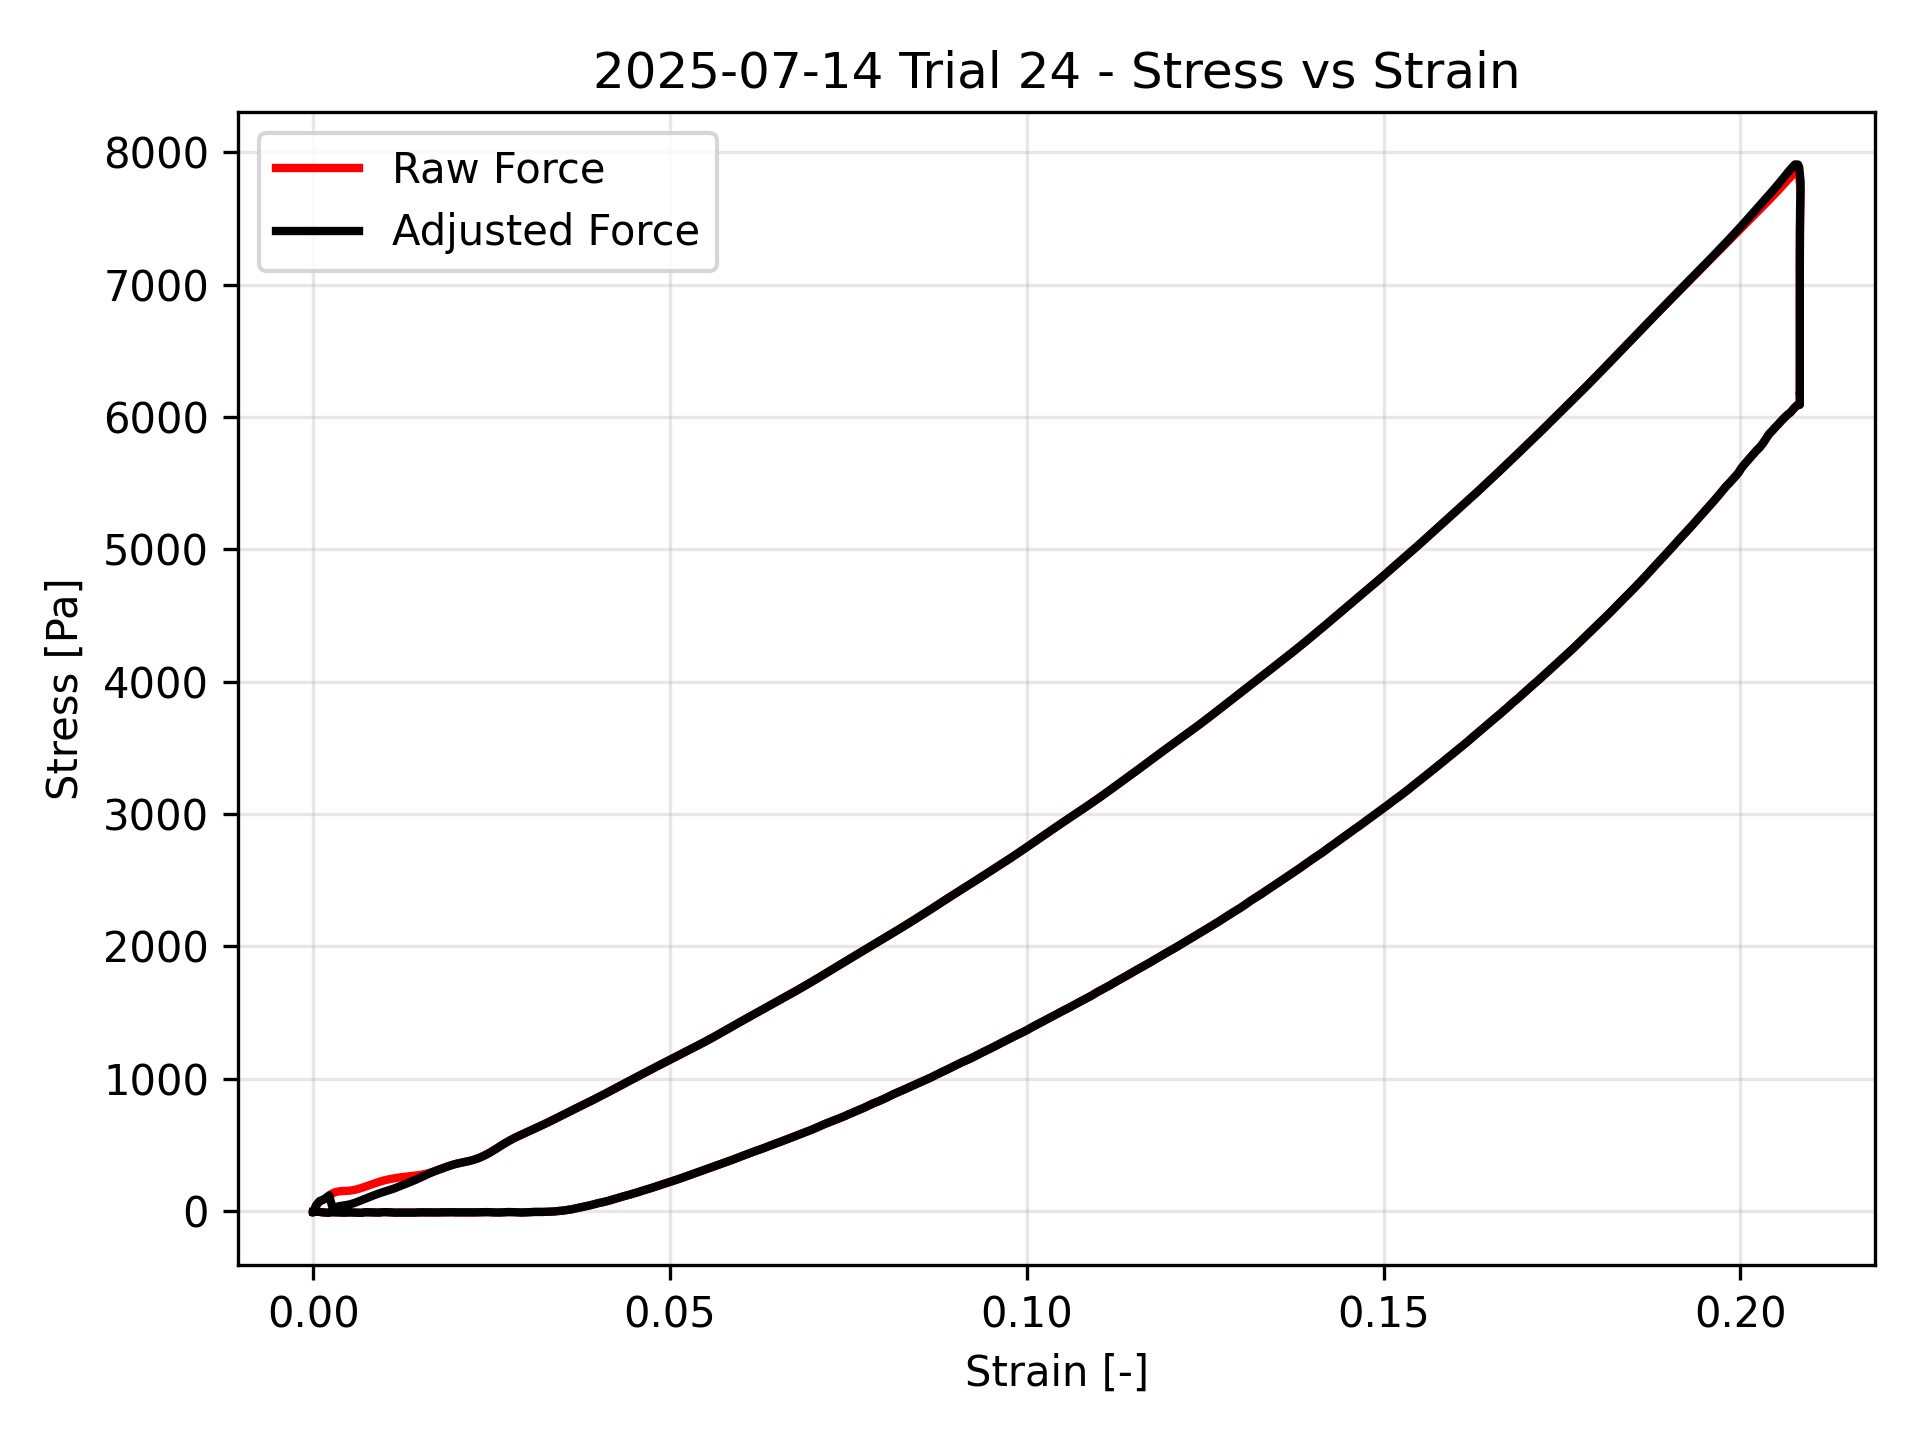 2025-07-14 Trial 24 - Stress vs Strain
Raw Force
Adjusted Force
8000
7000
6000
5000
4000
3000
2000
1000
0
Stress [Pa]
0.00 0.05 0.10 0.15 0.20
Strain [-]